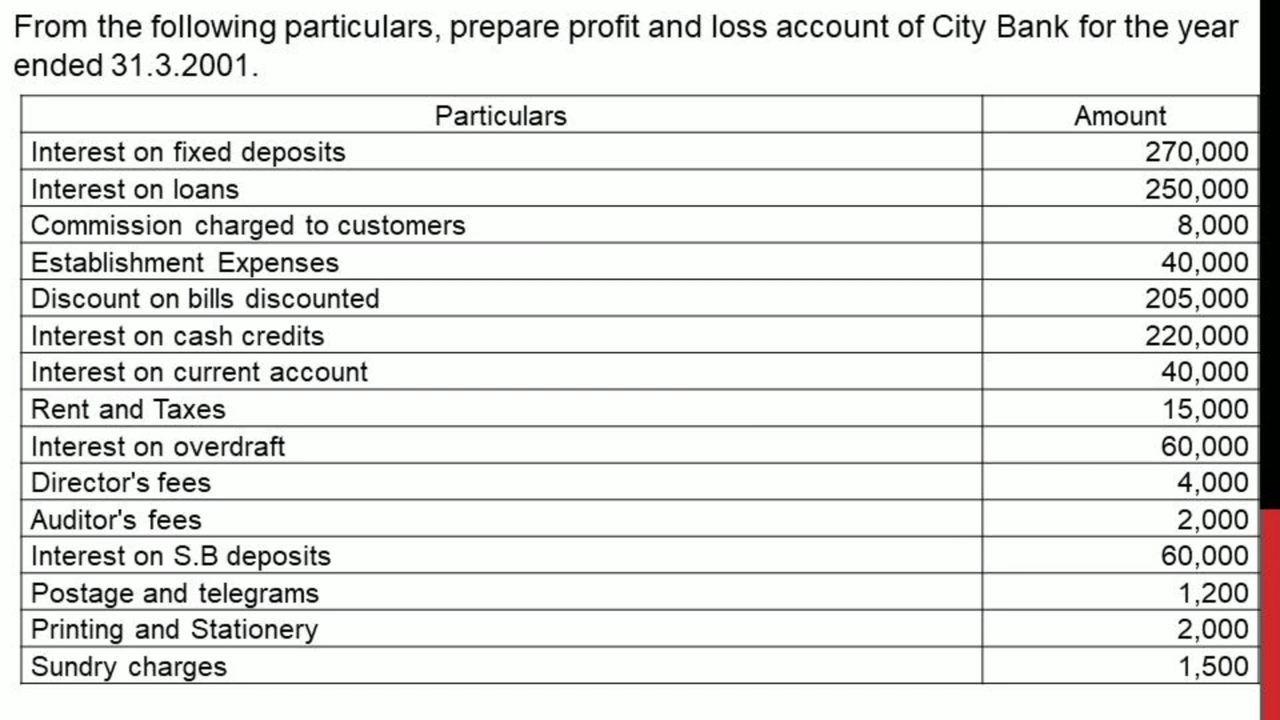 From the following particulars, prepare profit and loss account of City Bank for the year
ended 31.3.2001.
Particulars Amount
Interest on fixed deposits 270,000
Interest on loans 250,000
Commission charged to customers 8,000
Establishment Expenses 40,000
Discount on bills discounted 205,000
Interest on cash credits 220,000
Interest on current account 40,000
Rent and Taxes 15,000
Interest on overdraft 60,000
Director's fees 4,000
Auditor's fees 2,000
Interest on S.B deposits 60,000
Postage and telegrams 1,200
Printing and Stationery 2,000
Sundry charges 1,500